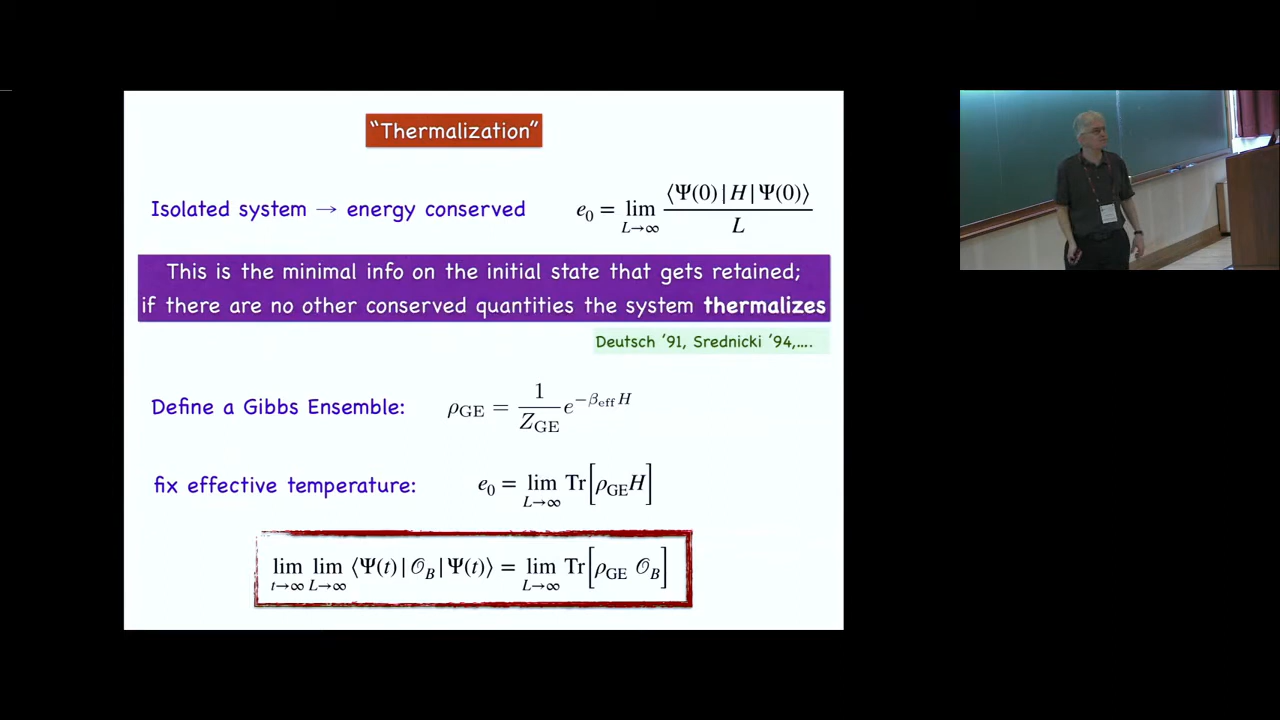 “Thermalization”
Isolated system → energy conserved e₀ = lim_{L→∞} ⟨Ψ(0)|H|Ψ(0)⟩ / L
This is the minimal info on the initial state that gets retained;
if there are no other conserved quantities the system thermalizes
Deutsch ’91, Srednicki ’94,....
Define a Gibbs Ensemble: ρ_GE = 1/Z_GE e^{−β_eff H}
fix effective temperature: e₀ = lim_{L→∞} Tr[ρ_GE H]
lim_{t→∞} lim_{L→∞} ⟨Ψ(t)|𝒪_B|Ψ(t)⟩ = lim_{L→∞} Tr[ρ_GE 𝒪_B]